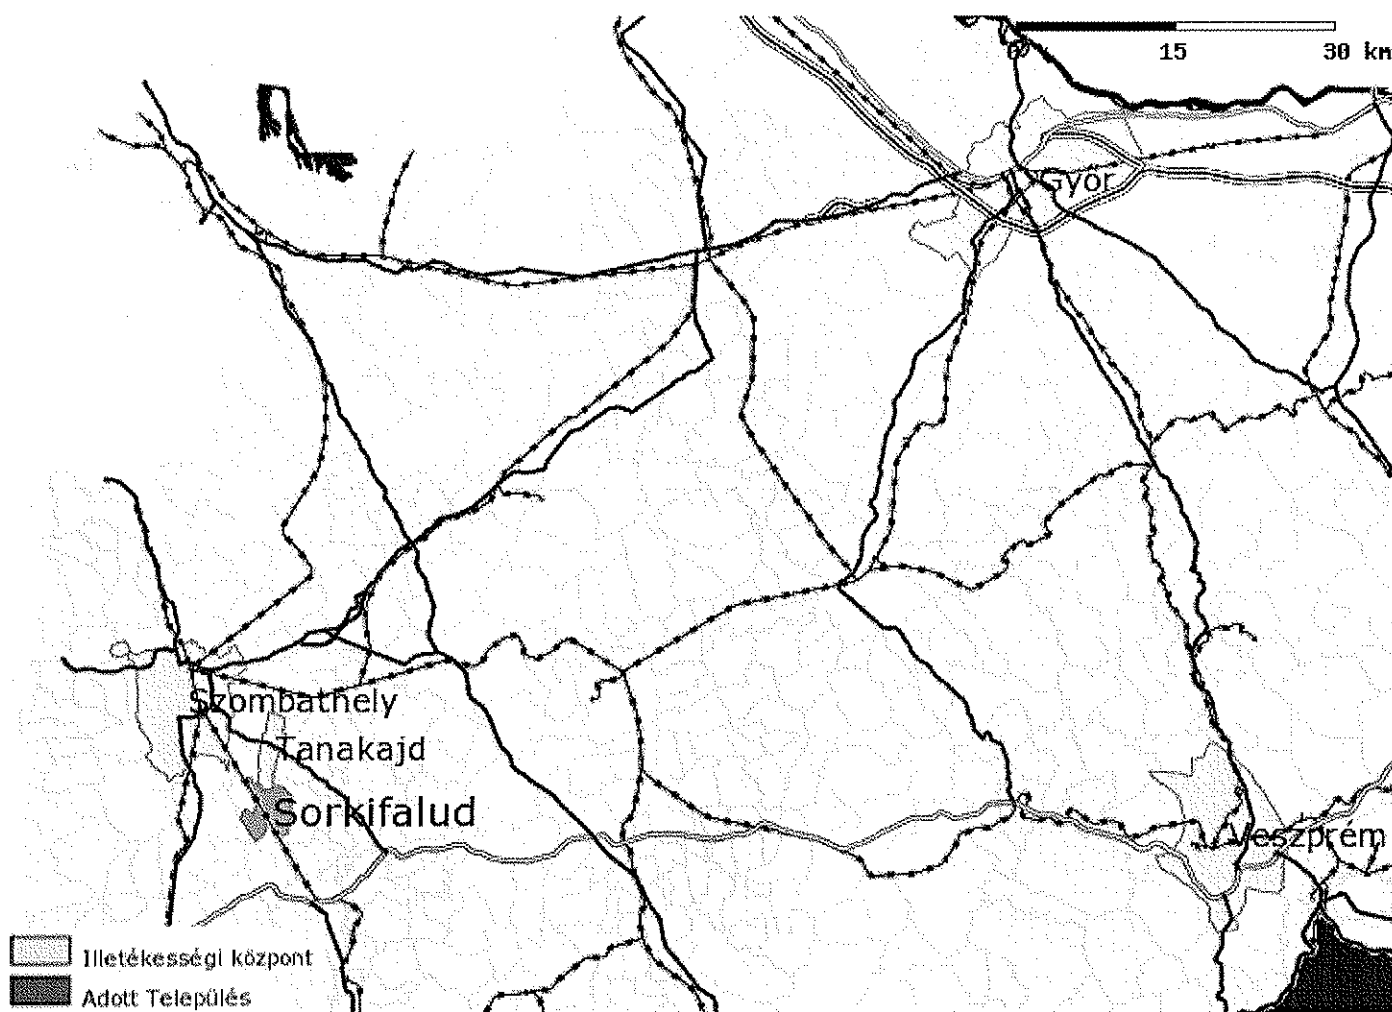 0 15 30 km
Győr
Szombathely
Tanakajd
Sorkifalud
Veszprém
Illetékességi központ
Adott Település